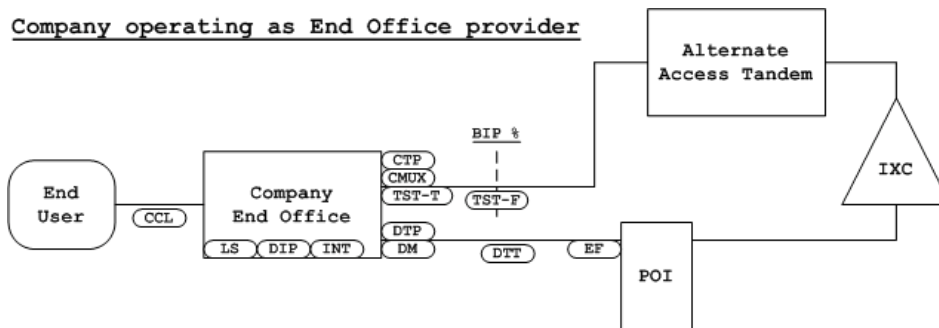 Company operating as End Office provider
Alternate
Access Tandem
BIP %
IXC
CTP
CMUX
TST-T
TST-F
End
User
CCL
Company
End Office
LS
DIP
INT
DTP
DM
DTT
EF
POI